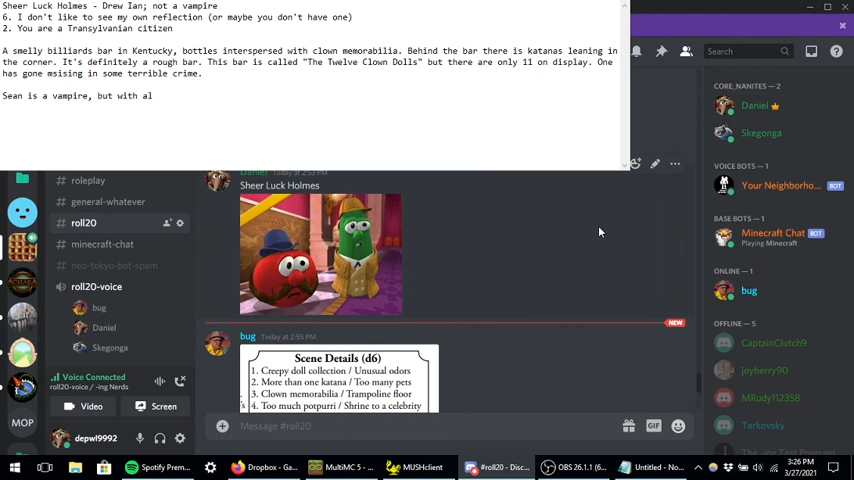 Sheer Luck Holmes - Drew Ian; not a vampire
6. I don't like to see my own reflection (or maybe you don't have one)
2. You are a Transylvanian citizen
A smelly billiards bar in Kentucky, bottles interspersed with clown memorabilia. Behind the bar there is katanas leaning in
the corner. It's definitely a rough bar. This bar is called "The Twelve Clown Dolls" but there are only 11 on display. One
has gone msising in some terrible crime.
Sean is a vampire, but with al
Search
CORE_NANITES — 2
Daniel
Skegonga
VOICE BOTS — 1
Your Neighborho... BOT
BASE BOTS — 1
Minecraft Chat BOT
Playing Minecraft
ONLINE — 1
bug
OFFLINE — 5
CaptainClutch9
joyberry90
MRudy112358
Tarkovsky
The -ing Test Program
# roleplay
# general-whatever
# roll20
# minecraft-chat
# neo-tokyo-bot-spam
roll20-voice
bug
Daniel
Skegonga
Voice Connected
roll20-voice / -ing Nerds
Video
Screen
depwl9992
MOP
Daniel Today at 2:53 PM
Sheer Luck Holmes
NEW
bug Today at 2:55 PM
Scene Details (d6)
1. Creepy doll collection / Unusual odors
2. More than one katana / Too many pets
3. Clown memorabilia / Trampoline floor
4. Too much potpurri / Shrine to a celebrity
Message #roll20
GIF
Spotify Prem...
Dropbox - Ga...
MultiMC 5 - ...
MUSHclient
#roll20 - Disc...
OBS 26.1.1 (6...
Untitled - No...
3:26 PM
3/27/2021